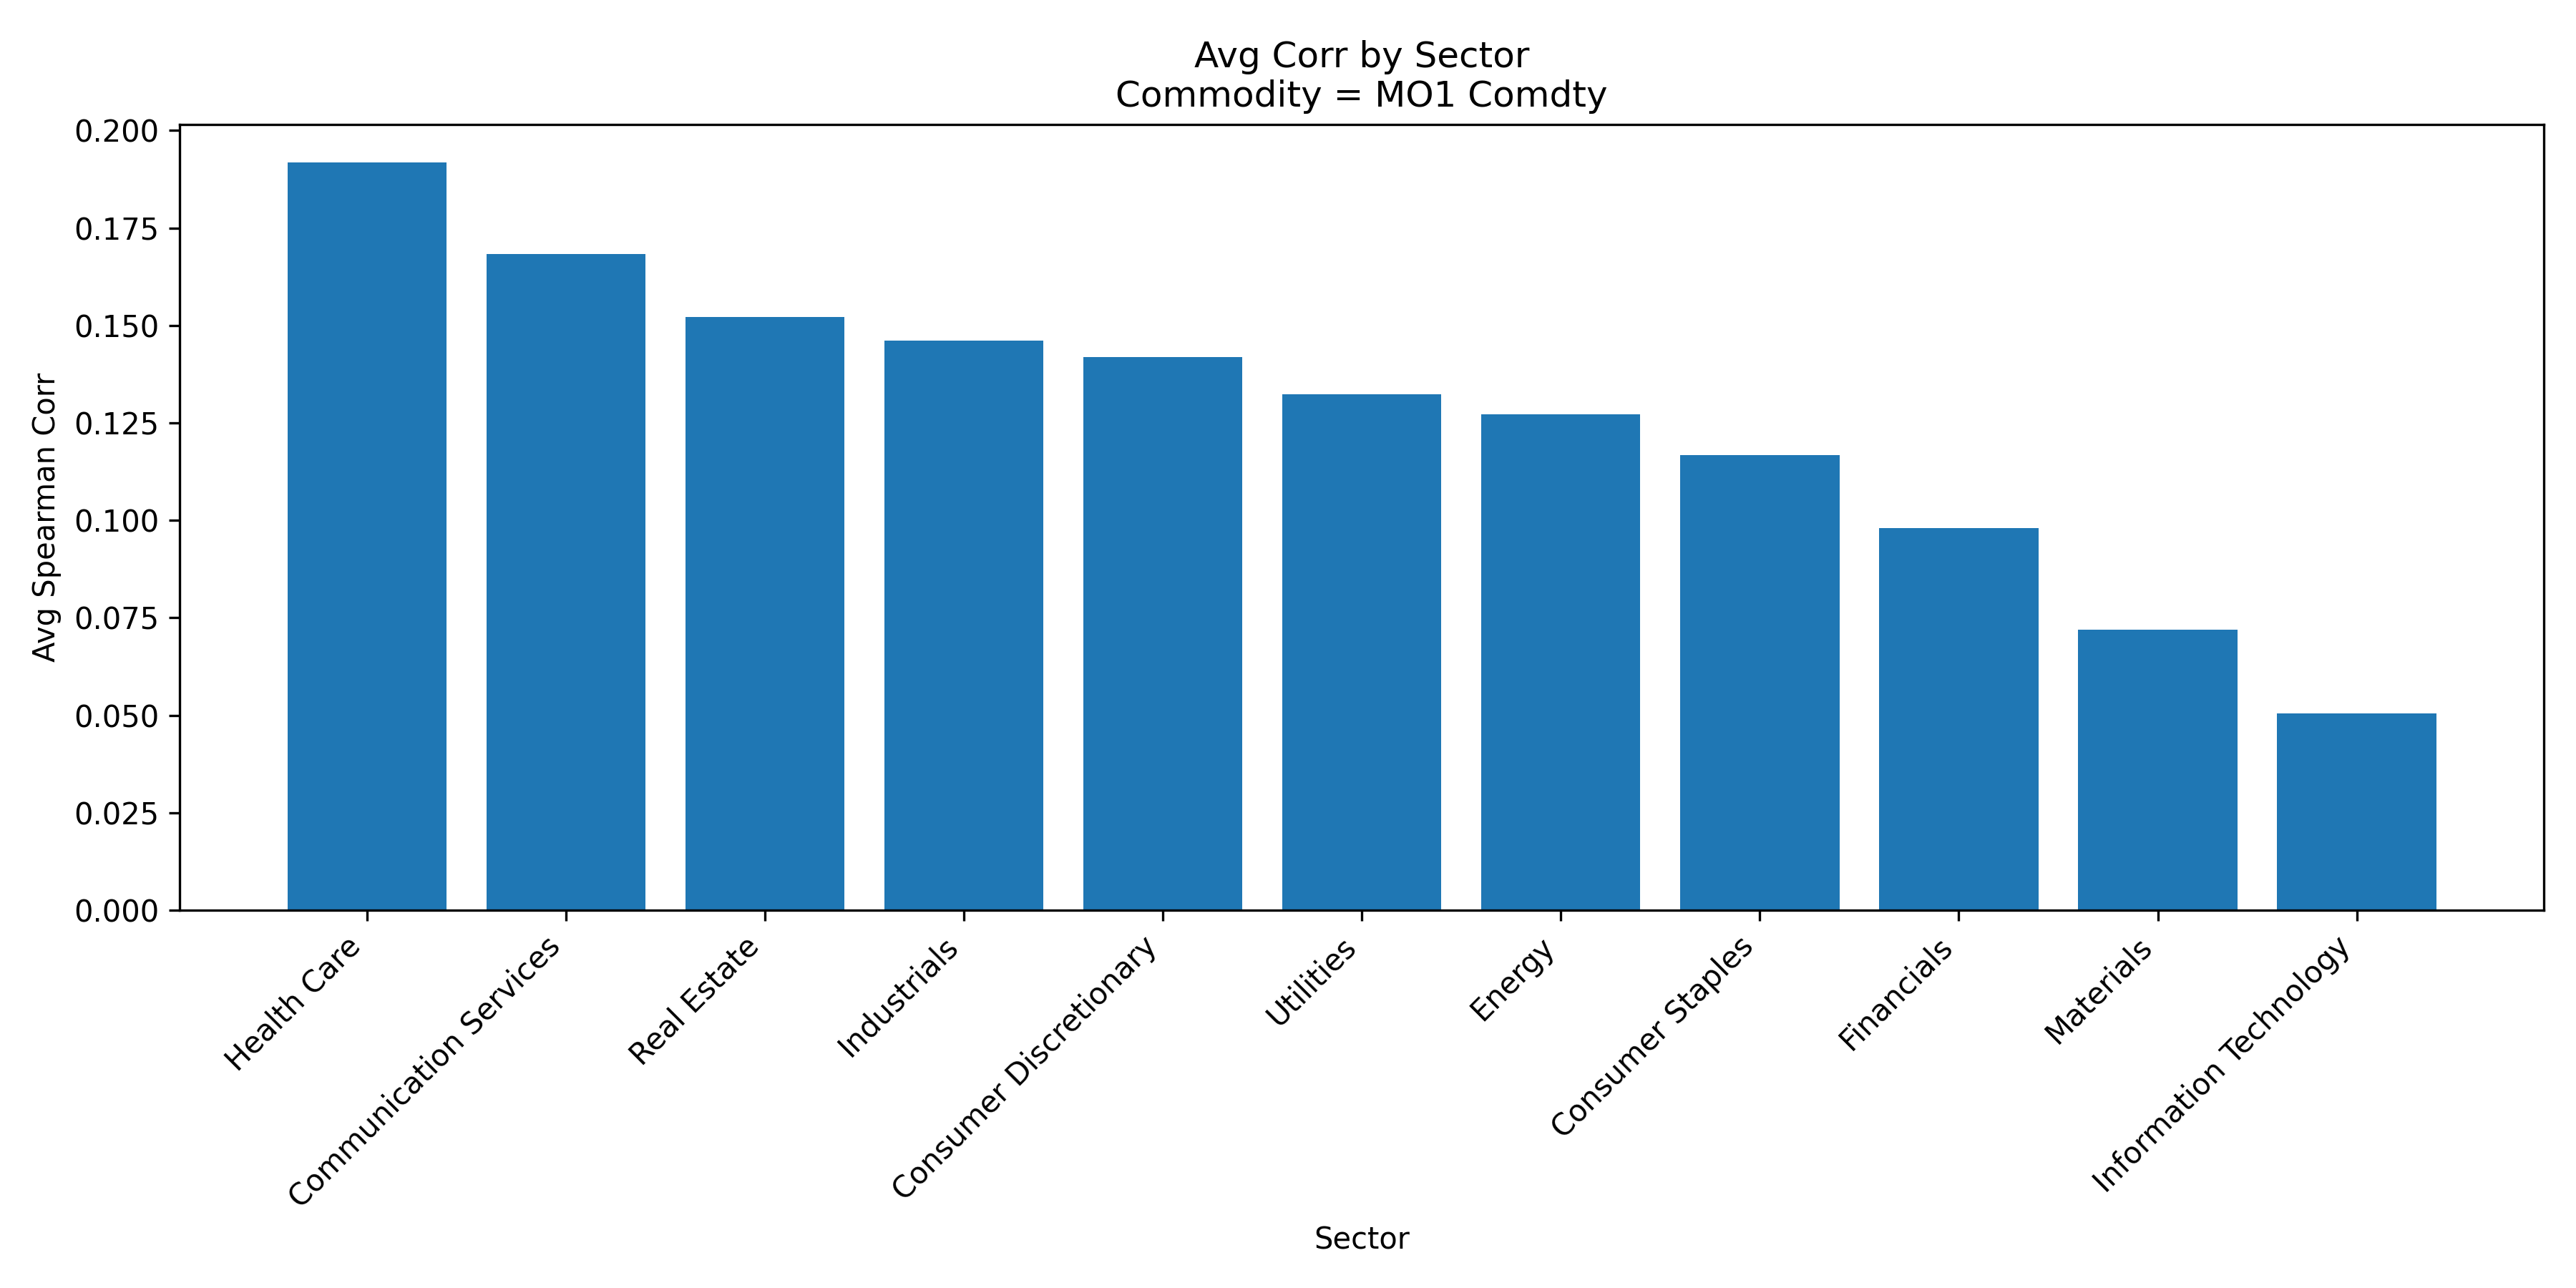 Avg Corr by Sector
Commodity = MO1 Comdty
Avg Spearman Corr
0.200
0.175
0.150
0.125
0.100
0.075
0.050
0.025
0.000
Health Care
Communication Services
Real Estate
Industrials
Consumer Discretionary
Utilities
Energy
Consumer Staples
Financials
Materials
Information Technology
Sector